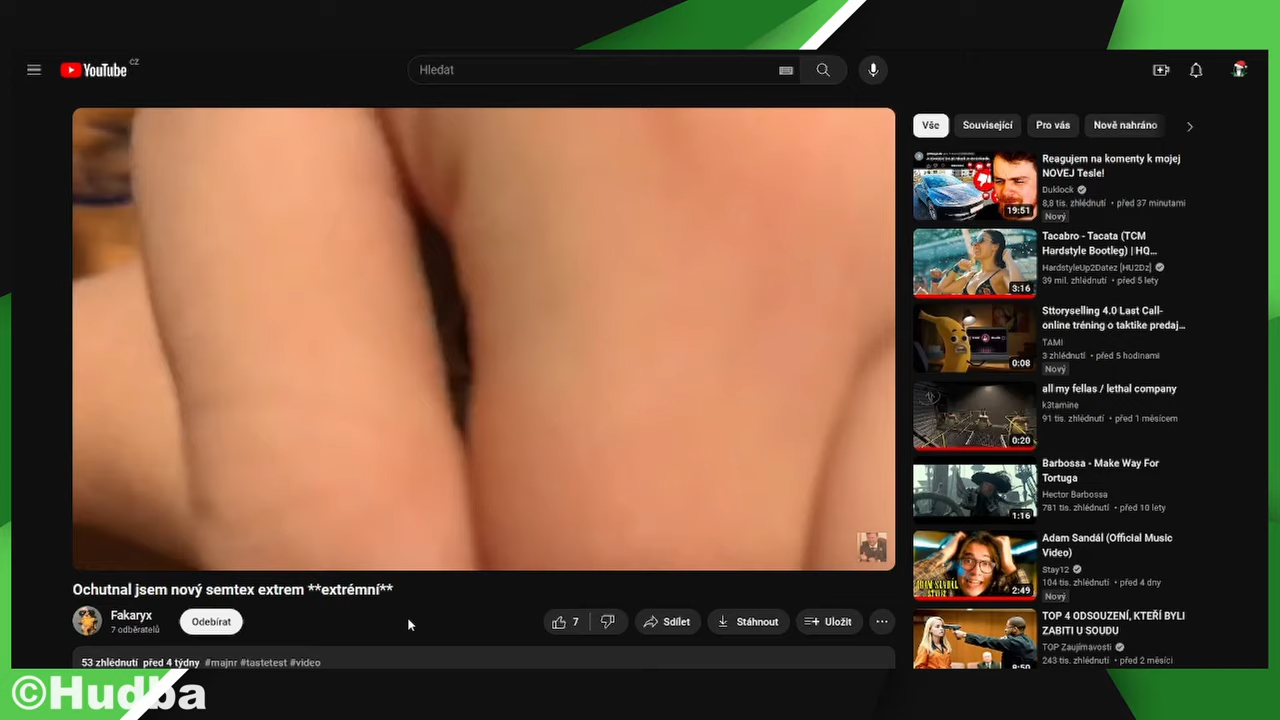 YouTube CZ
Hledat
Ochutnal jsem nový semtex extrem **extrémní**
Fakaryx
7 odběratelů
Odebírat
7
Sdílet
Stáhnout
Uložit
53 zhlédnutí před 4 týdny #majnr #tastetest #video
Vše
Související
Pro vás
Nově nahráno
19:51
Reagujem na komenty k mojej
NOVEJ Tesle!
Duklock
8,8 tis. zhlédnutí • před 37 minutami
Nový
3:16
Tacabro - Tacata (TCM
Hardstyle Bootleg) | HQ...
HardstyleUp2Datez [HU2Dz]
39 mil. zhlédnutí • před 5 lety
0:08
Sttoryselling 4.0 Last Call-
online tréning o taktike predaj...
TAMi
3 zhlédnutí • před 5 hodinami
Nový
0:20
all my fellas / lethal company
k3tamine
91 tis. zhlédnutí • před 1 měsícem
1:16
Barbossa - Make Way For
Tortuga
Hector Barbossa
781 tis. zhlédnutí • před 10 lety
ADAM SANDÁL
2:49
Adam Sandál (Official Music
Video)
Stay12
104 tis. zhlédnutí • před 4 dny
Nový
8:50
TOP 4 ODSOUZENÍ, KTEŘÍ BYLI
ZABITI U SOUDU
TOP Zaujímavosti
243 tis. zhlédnutí • před 2 měsíci
©Hudba